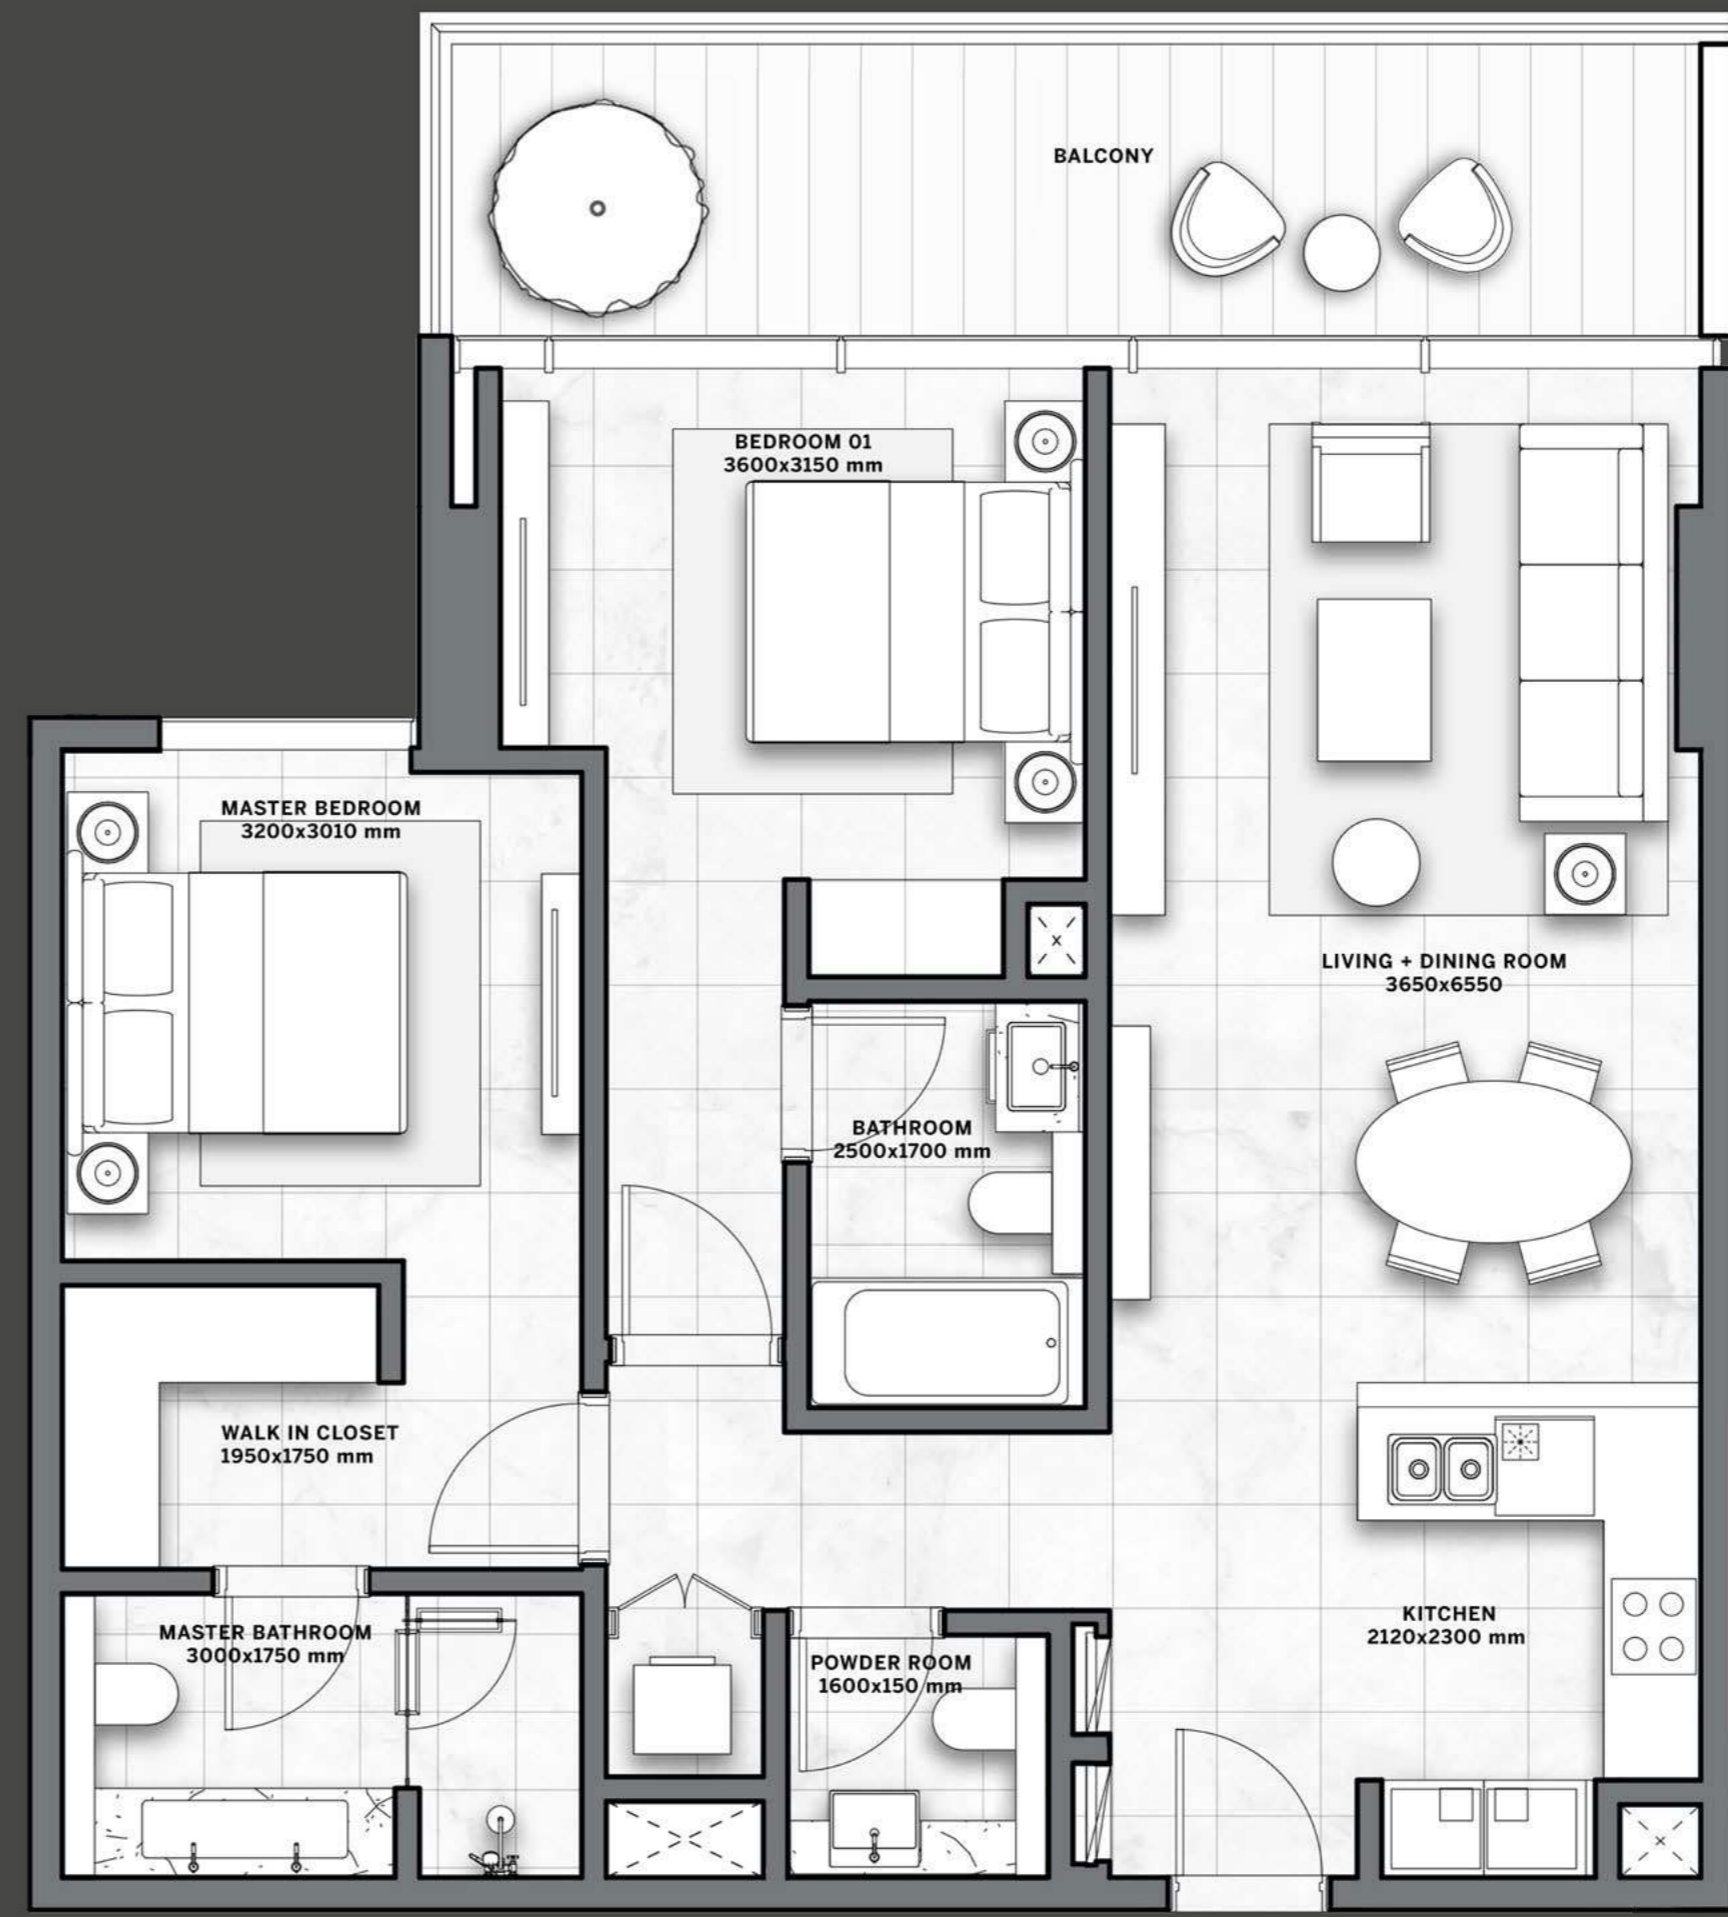 BALCONY
BEDROOM 01
3600x3150 mm
MASTER BEDROOM
3200x3010 mm
LIVING + DINING ROOM
3650x6550
BATHROOM
2500x1700 mm
WALK IN CLOSET
1950x1750 mm
KITCHEN
2120x2300 mm
MASTER BATHROOM
3000x1750 mm
POWDER ROOM
1600x150 mm